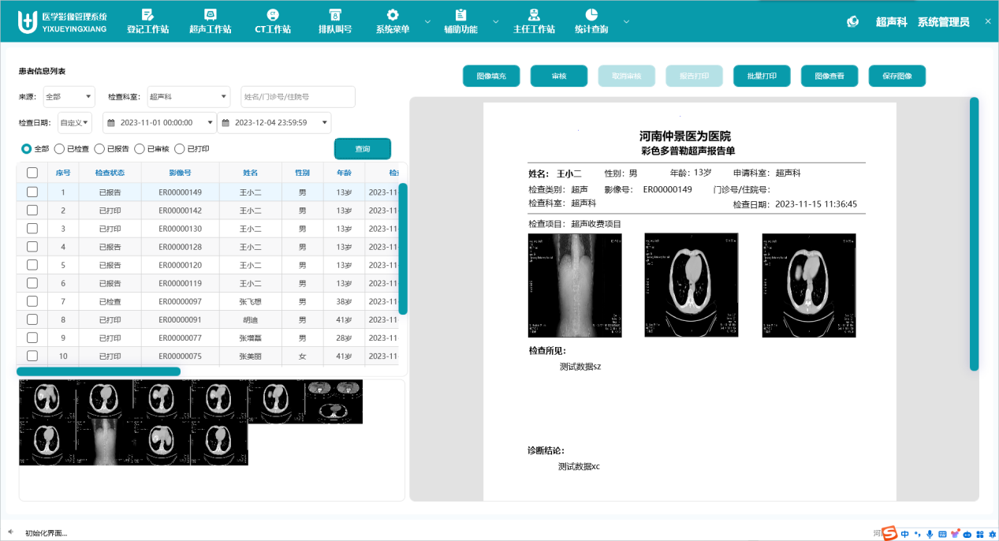 医学影像管理系统
YIXUEYINGXIANG
登记工作站 超声工作站 CT工作站 排队叫号 系统菜单 辅助功能 主任工作站 统计查询
超声科 系统管理员
患者信息列表
来源： 全部 检查科室： 超声科 姓名/门诊号/住院号
检查日期： 自定义 2023-11-01 00:00:00 2023-12-04 23:59:59
全部 已检查 已报告 已审核 已打印 查询
序号 检查状态 影像号 姓名 性别 年龄
1 已报告 ER00000149 王小二 男 13岁 2023-11
2 已打印 ER00000142 王小二 男 13岁 2023-11
3 已打印 ER00000130 王小二 男 13岁 2023-11
4 已报告 ER00000128 王小二 男 13岁 2023-11
5 已报告 ER00000120 王小二 男 13岁 2023-11
6 已报告 ER00000119 王小二 男 13岁 2023-11
7 已检查 ER00000097 张飞想 男 38岁 2023-11
8 已打印 ER00000091 胡迪 男 41岁 2023-11
9 已打印 ER00000077 张增磊 男 28岁 2023-11
10 已打印 ER00000075 张美丽 女 41岁 2023-11
图像填充 审核 取消审核 报告打印 批量打印 图像查看 保存图像
河南仲景医为医院
彩色多普勒超声报告单
姓名： 王小二 性别：男 年龄：13岁 申请科室：超声科
检查类别：超声 影像号： ER00000149 门诊号/住院号：
检查科室：超声科 检查日期：2023-11-15 11:36:45
检查项目：超声收费项目
检查所见：
测试数据sz
诊断结论：
测试数据xc
初始化界面...
中